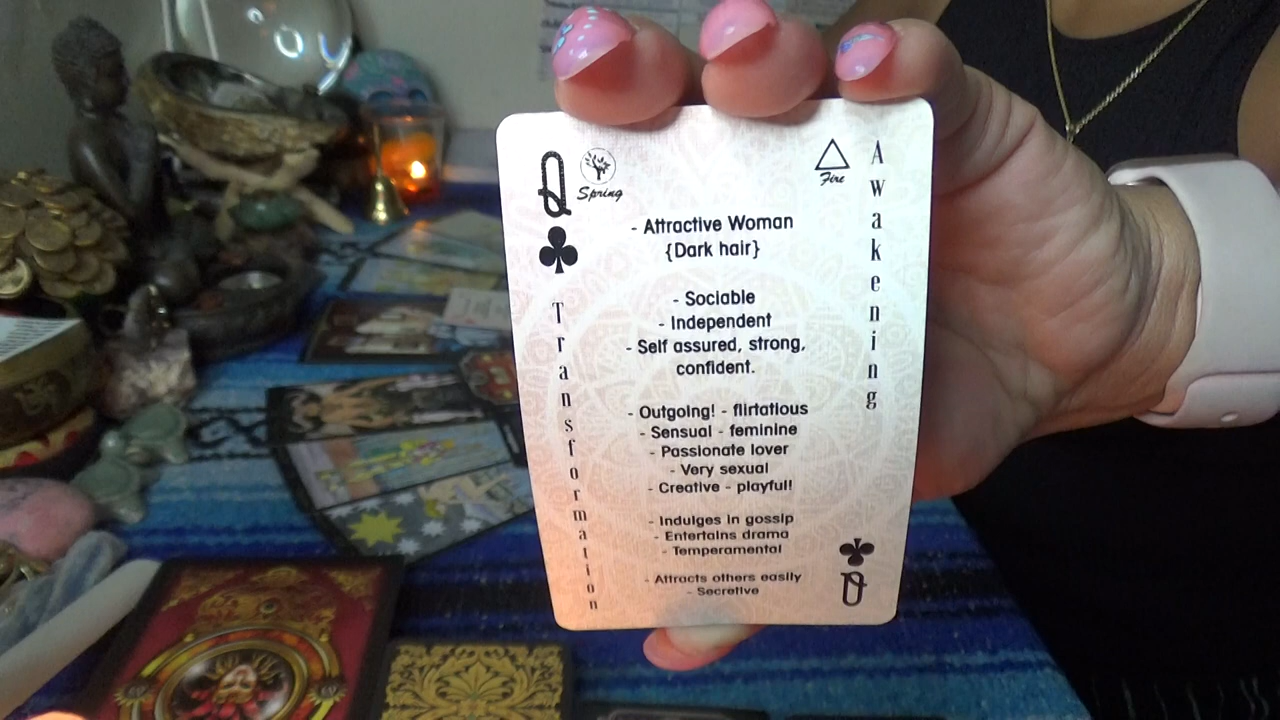 Q
Spring
Fire
Awakening
- Attractive Woman
{Dark hair}
- Sociable
- Independent
- Self assured, strong,
confident.
- Outgoing! - flirtatious
- Sensual - feminine
- Passionate lover
- Very sexual
- Creative - playful!
- Indulges in gossip
- Entertains drama
- Temperamental
- Attracts others easily
- Secretive
Transformation
Q